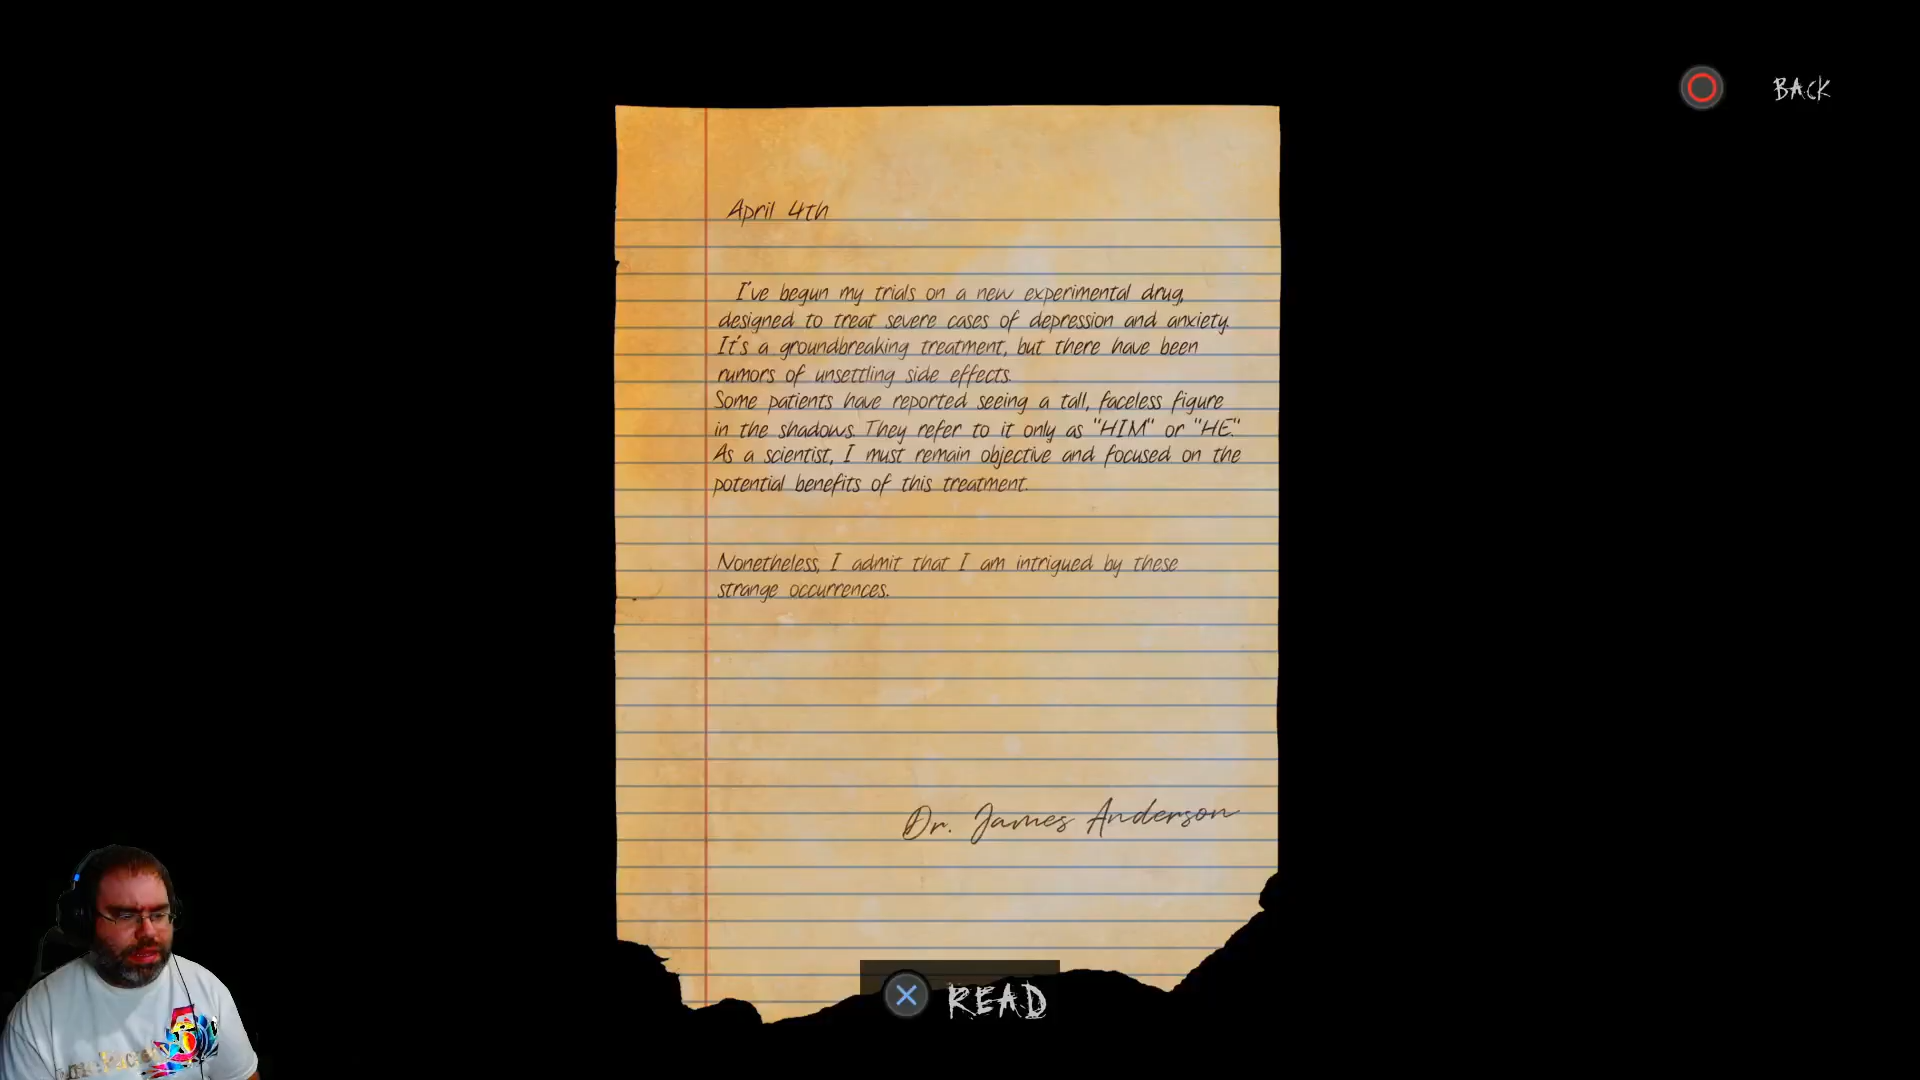 BACK
April 4th
I've begun my trials on a new experimental drug,
designed to treat severe cases of depression and anxiety.
It's a groundbreaking treatment, but there have been
rumors of unsettling side effects.
Some patients have reported seeing a tall, faceless figure
in the shadows. They refer to it only as "HIM" or "HE."
As a scientist, I must remain objective and focused on the
potential benefits of this treatment.
Nonetheless, I admit that I am intrigued by these
strange occurrences.
Dr. James Anderson
READ